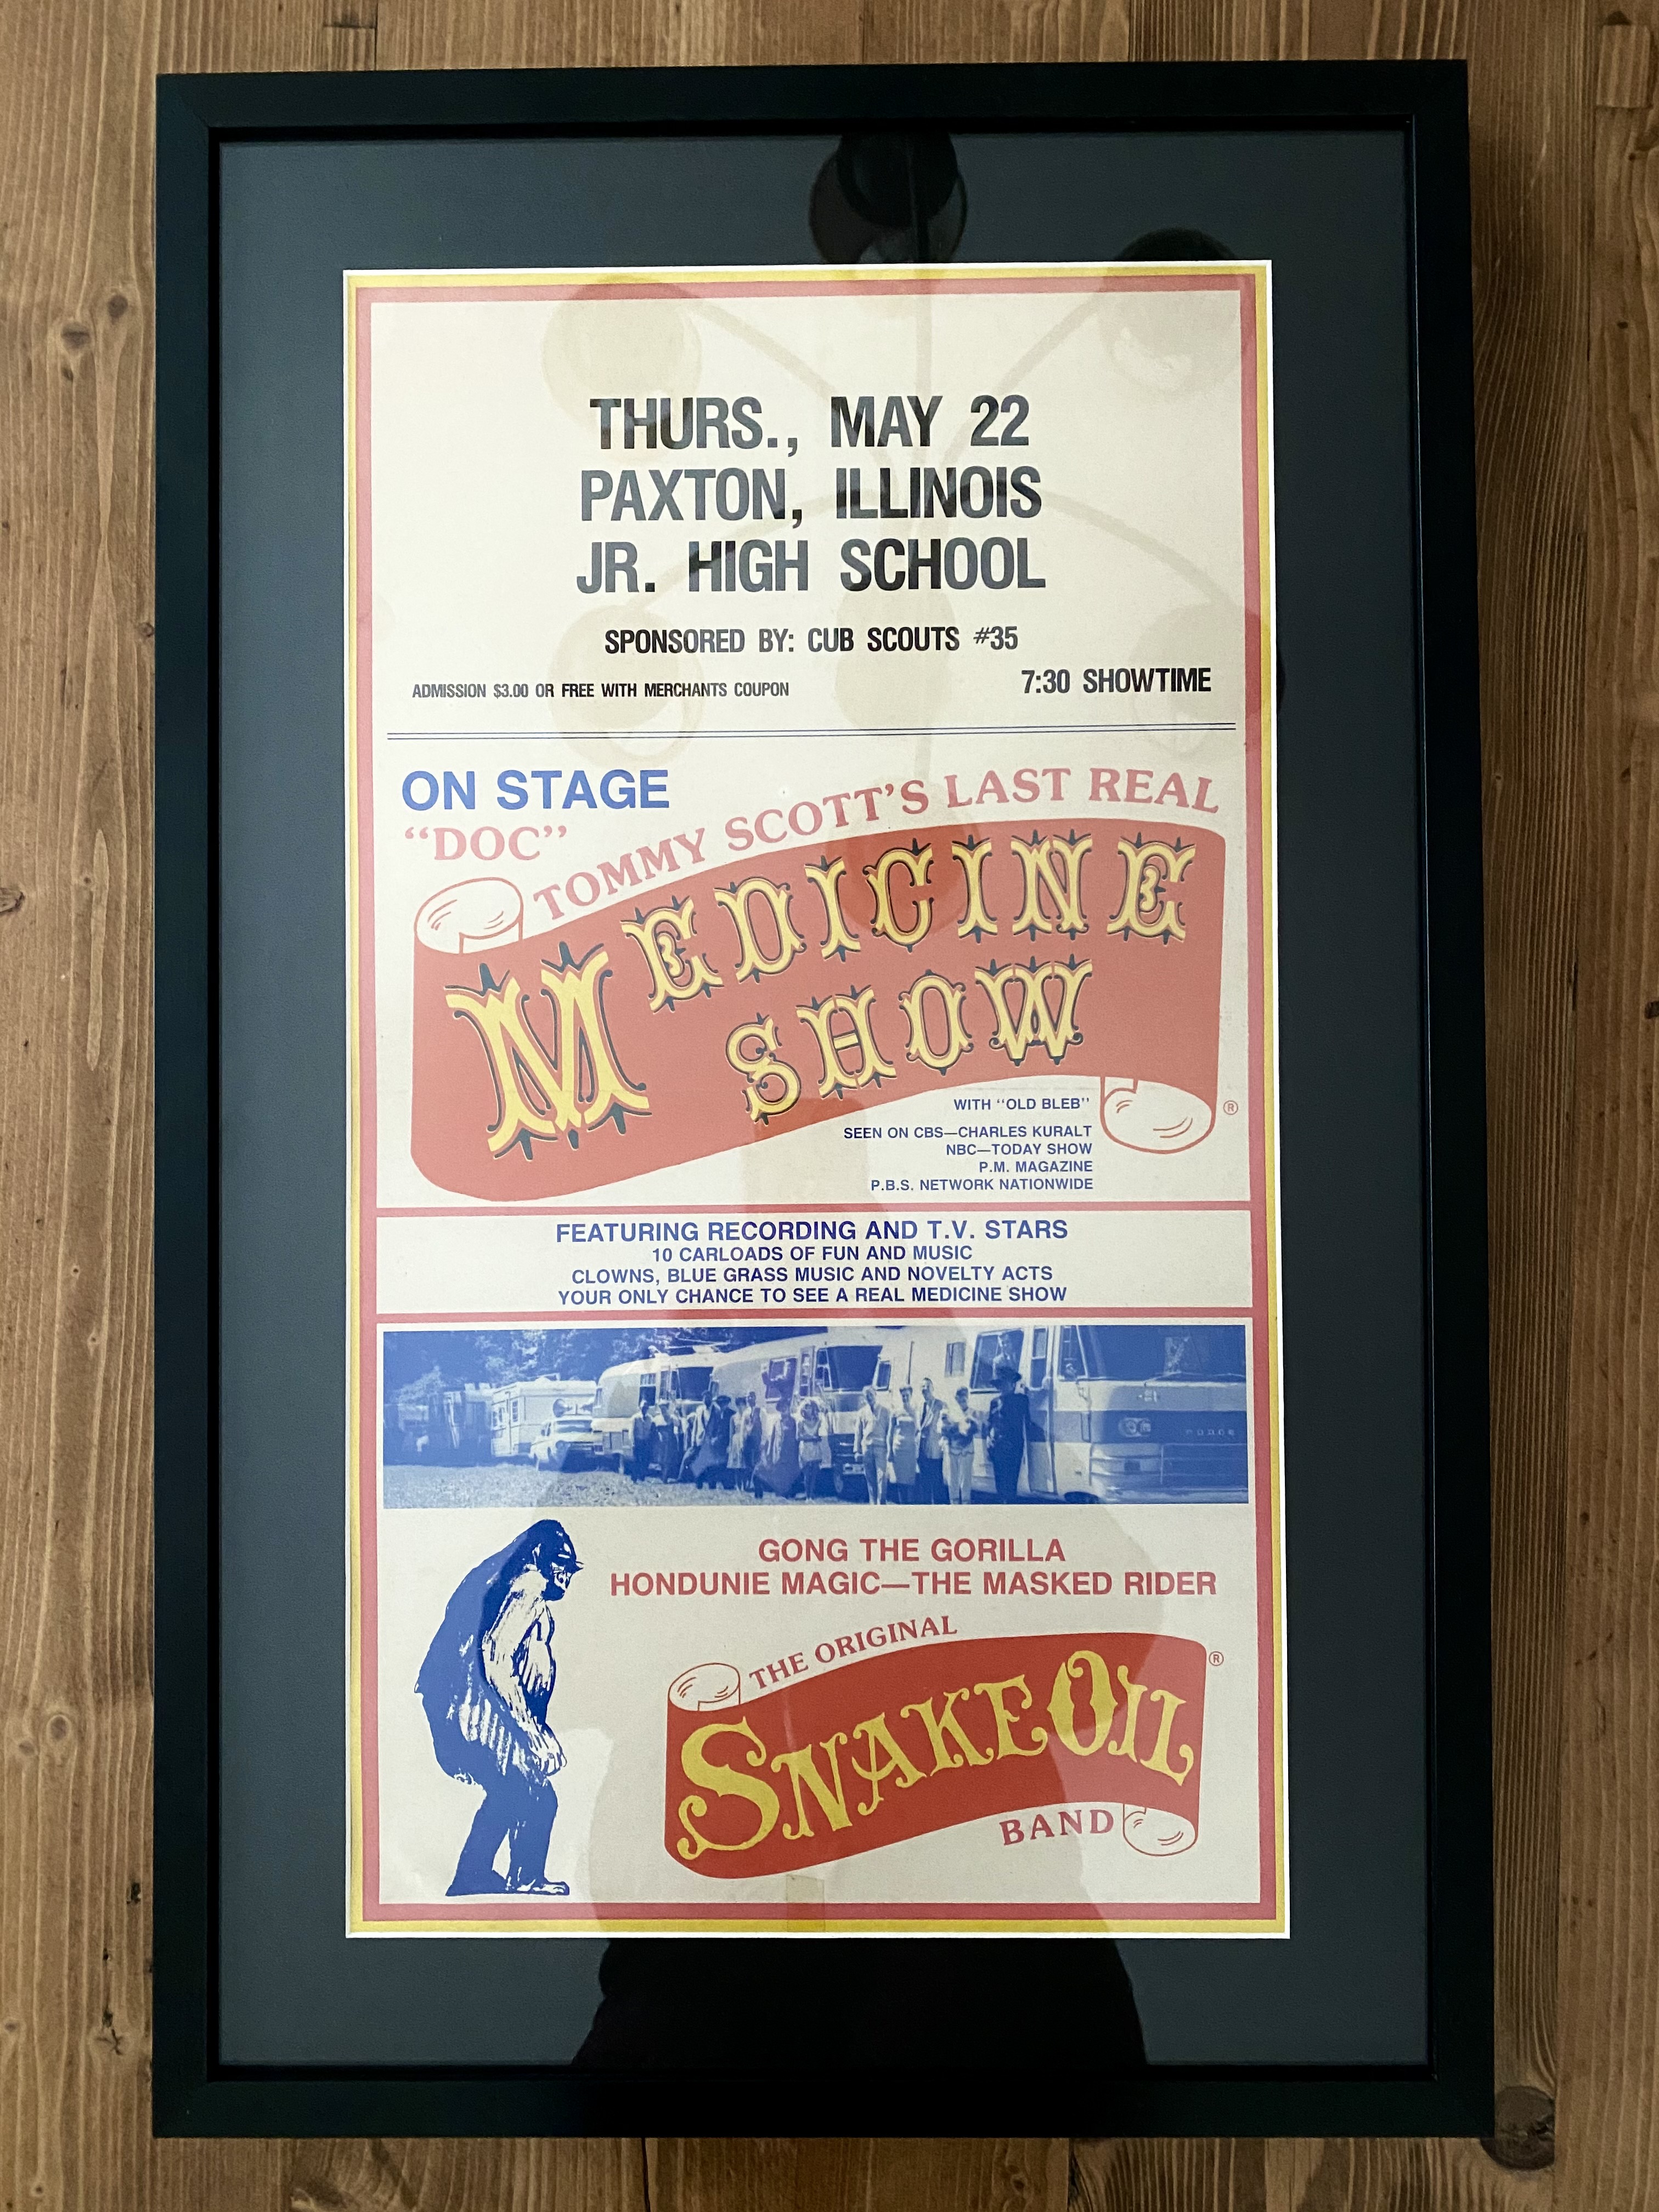 THURS., MAY 22
PAXTON, ILLINOIS
JR. HIGH SCHOOL
SPONSORED BY: CUB SCOUTS #35
ADMISSION $3.00 OR FREE WITH MERCHANTS COUPON
7:30 SHOWTIME
ON STAGE
“DOC”
TOMMY SCOTT’S LAST REAL
MEDICINE
SHOW
®
WITH “OLD BLEB”
SEEN ON CBS—CHARLES KURALT
NBC—TODAY SHOW
P.M. MAGAZINE
P.B.S. NETWORK NATIONWIDE
FEATURING RECORDING AND T.V. STARS
10 CARLOADS OF FUN AND MUSIC
CLOWNS, BLUE GRASS MUSIC AND NOVELTY ACTS
YOUR ONLY CHANCE TO SEE A REAL MEDICINE SHOW
DODGE
GONG THE GORILLA
HONDUNIE MAGIC—THE MASKED RIDER
THE ORIGINAL
SNAKE OIL
®
BAND